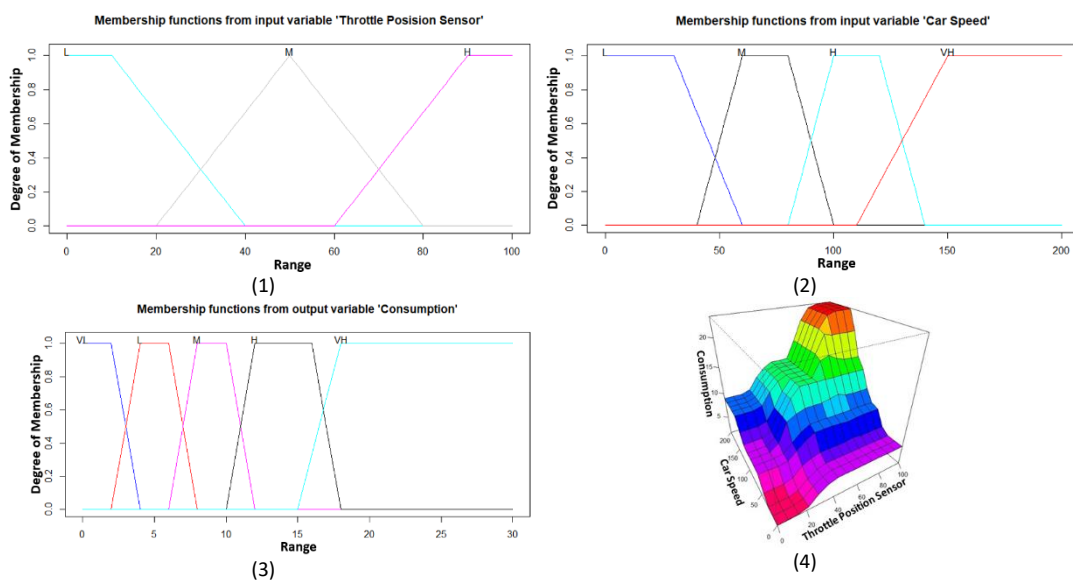 Membership functions from input variable 'Throttle Posision Sensor'
L M H
Degree of Membership
0.0 0.2 0.4 0.6 0.8 1.0
0 20 40 60 80 100
Range
(1)
Membership functions from input variable 'Car Speed'
L M H VH
Degree of Membership
0.0 0.2 0.4 0.6 0.8 1.0
0 50 100 150 200
Range
(2)
Membership functions from output variable 'Consumption'
VL L M H VH
Degree of Membership
0.0 0.2 0.4 0.6 0.8 1.0
0 5 10 15 20 25 30
Range
(3)
Consumption
5 10 15 20
Car Speed
0 50 100 150 200
Throttle Position Sensor
0 20 40 60 80 100
(4)